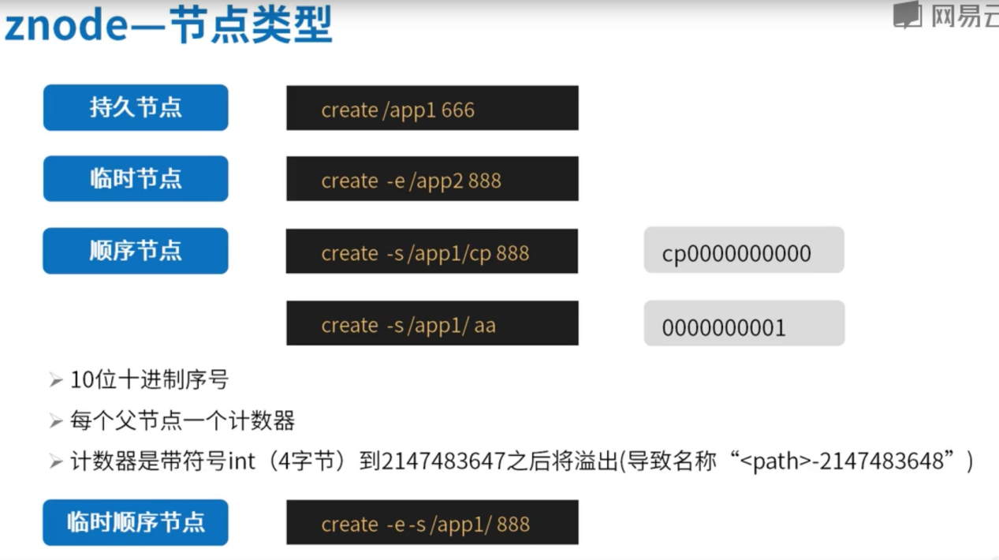 znode—节点类型
网易云
持久节点
create /app1 666
临时节点
create -e /app2 888
顺序节点
create -s /app1/cp 888
cp0000000000
create -s /app1/ aa
0000000001
10位十进制序号
每个父节点一个计数器
计数器是带符号int（4字节）到2147483647之后将溢出(导致名称“<path>-2147483648”)
临时顺序节点
create -e -s /app1/ 888